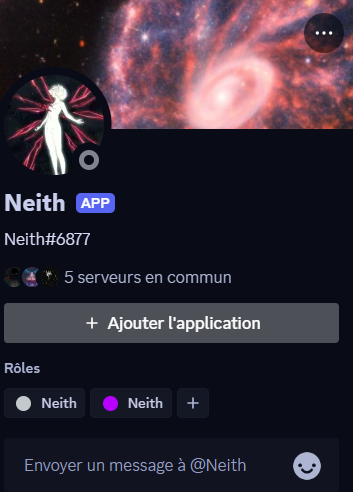 Neith APP
Neith#6877
5 serveurs en commun
+ Ajouter l'application
Rôles
Neith Neith +
Envoyer un message à @Neith